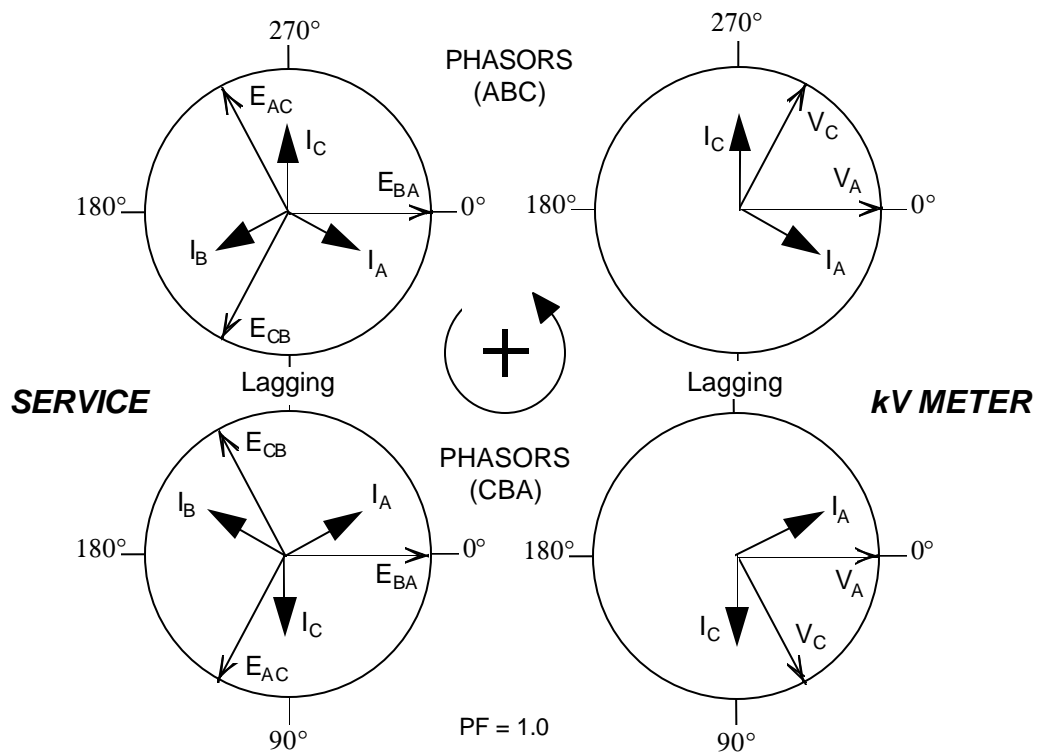 270°
PHASORS
(ABC)
270°
E_AC
I_C
E_BA
180°
0°
I_B
I_A
E_CB
I_C
V_C
V_A
180°
0°
I_A
Lagging
Lagging
SERVICE
kV METER
PHASORS
(CBA)
E_CB
I_B
I_A
180°
0°
E_BA
I_C
E_AC
90°
I_A
180°
0°
V_A
I_C
V_C
90°
PF = 1.0